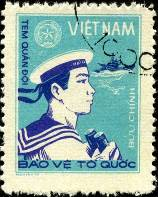 VIỆT NAM
TEM QUÂN ĐỘI
BƯU CHÍNH
BẢO VỆ TỔ QUỐC